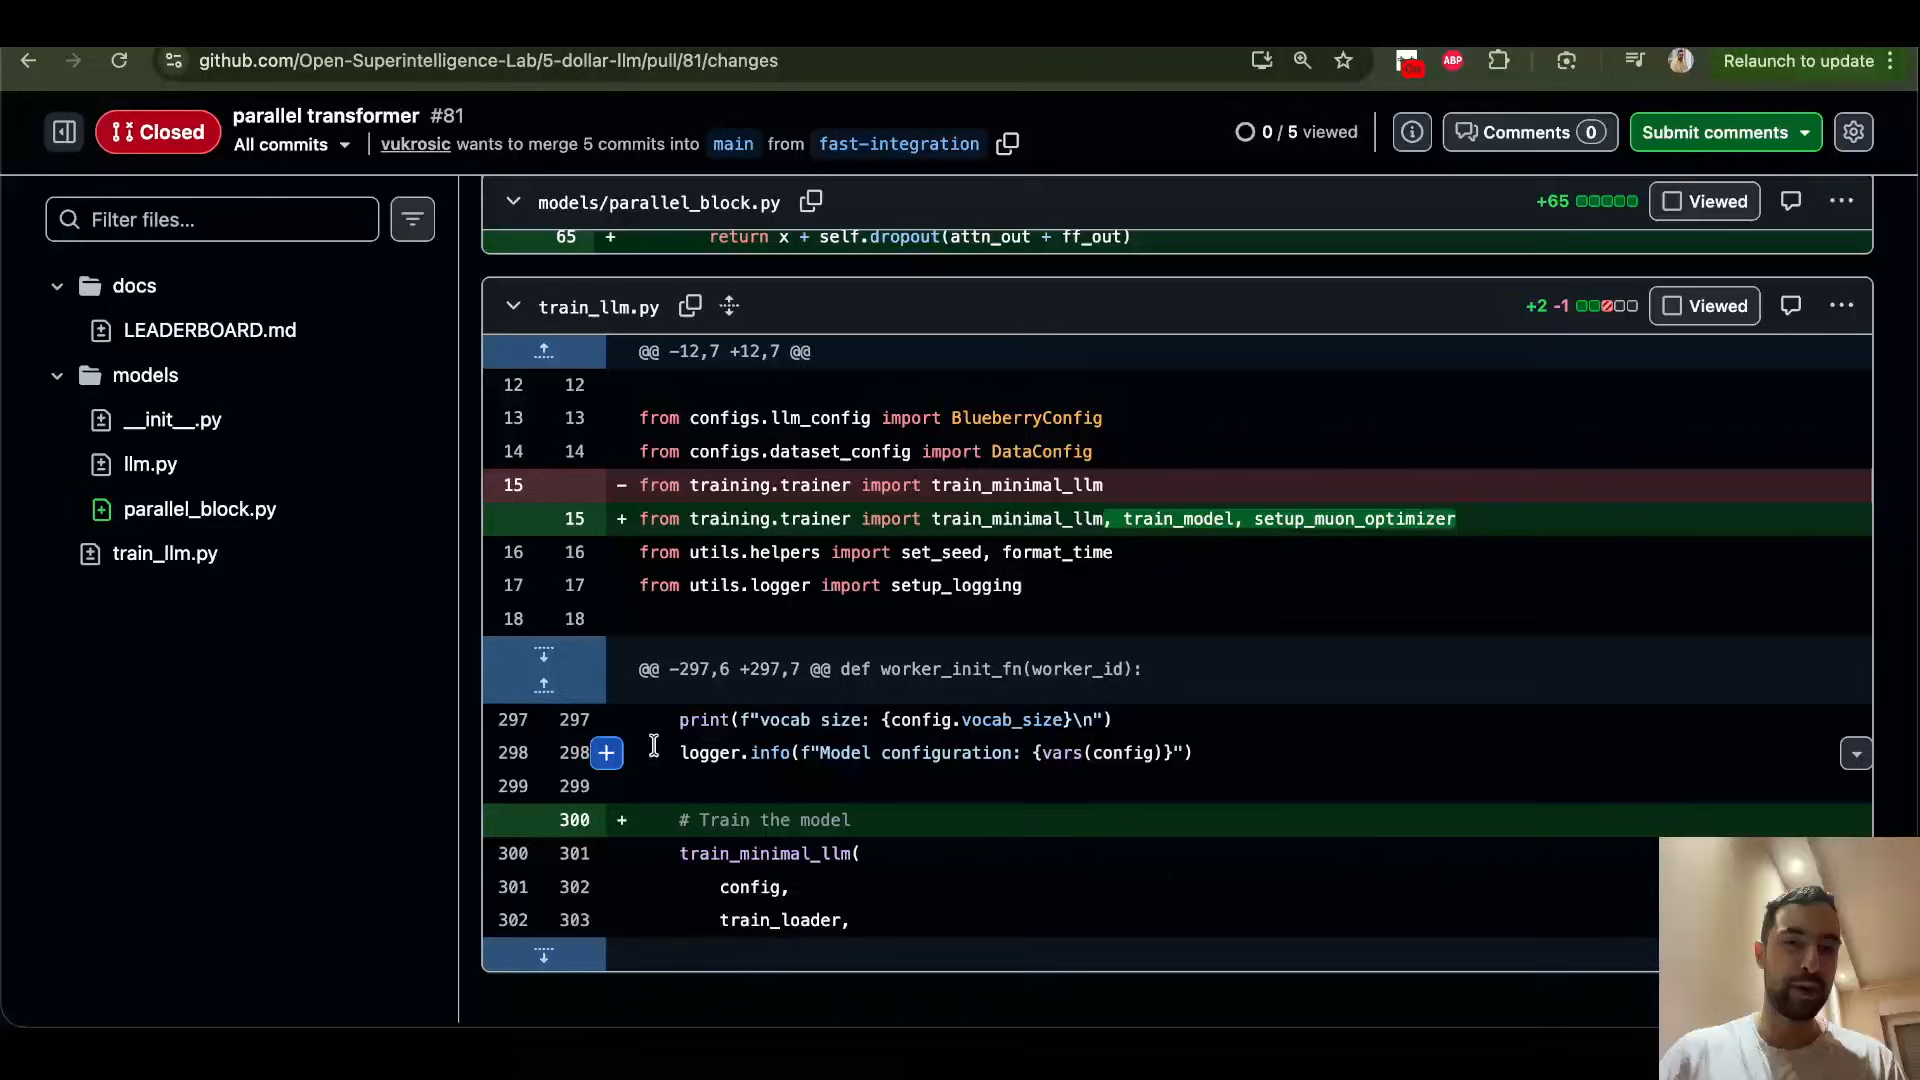 github.com/Open-Superintelligence-Lab/5-dollar-llm/pull/81/changes
On
ABP
Relaunch to update
Closed
parallel transformer #81
All commits
vukrosic wants to merge 5 commits into main from fast-integration
0 / 5 viewed
Comments 0
Submit comments
Filter files...
docs
LEADERBOARD.md
models
__init__.py
llm.py
parallel_block.py
train_llm.py
models/parallel_block.py
+65
Viewed
65 + return x + self.dropout(attn_out + ff_out)
train_llm.py
+2 -1
Viewed
@@ -12,7 +12,7 @@
12 12
13 13 from configs.llm_config import BlueberryConfig
14 14 from configs.dataset_config import DataConfig
15 - from training.trainer import train_minimal_llm
15 + from training.trainer import train_minimal_llm, train_model, setup_muon_optimizer
16 16 from utils.helpers import set_seed, format_time
17 17 from utils.logger import setup_logging
18 18
@@ -297,6 +297,7 @@ def worker_init_fn(worker_id):
297 297 print(f"vocab size: {config.vocab_size}\n")
298 298 logger.info(f"Model configuration: {vars(config)}")
299 299
300 + # Train the model
300 301 train_minimal_llm(
301 302 config,
302 303 train_loader,